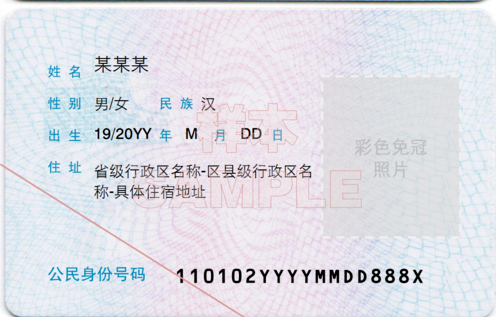 姓名 某某某
性别 男/女 民族 汉
出生 19/20YY 年 M 月 DD 日
住址 省级行政区名称-区县级行政区名
称-具体住宿地址
彩色免冠
照片
样本
SAMPLE
公民身份号码 110102YYYYMMDD888X